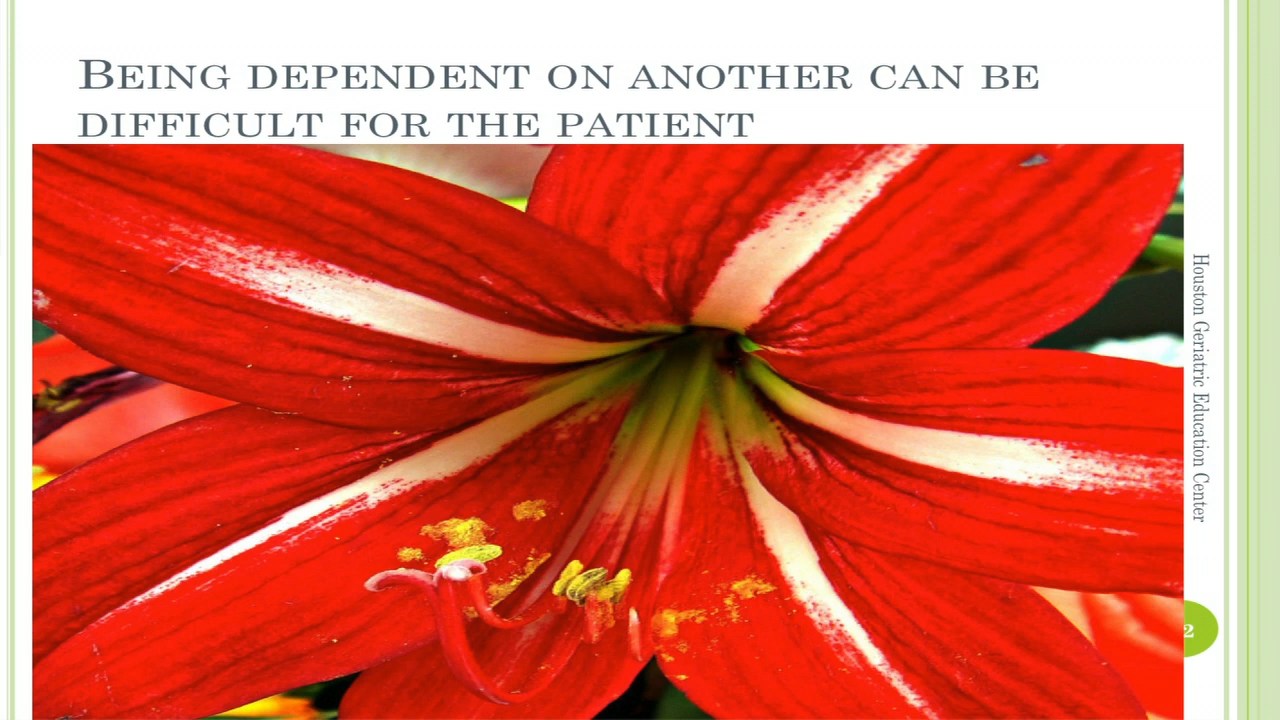 Being dependent on another can be
difficult for the patient
Houston Geriatric Education Center
2